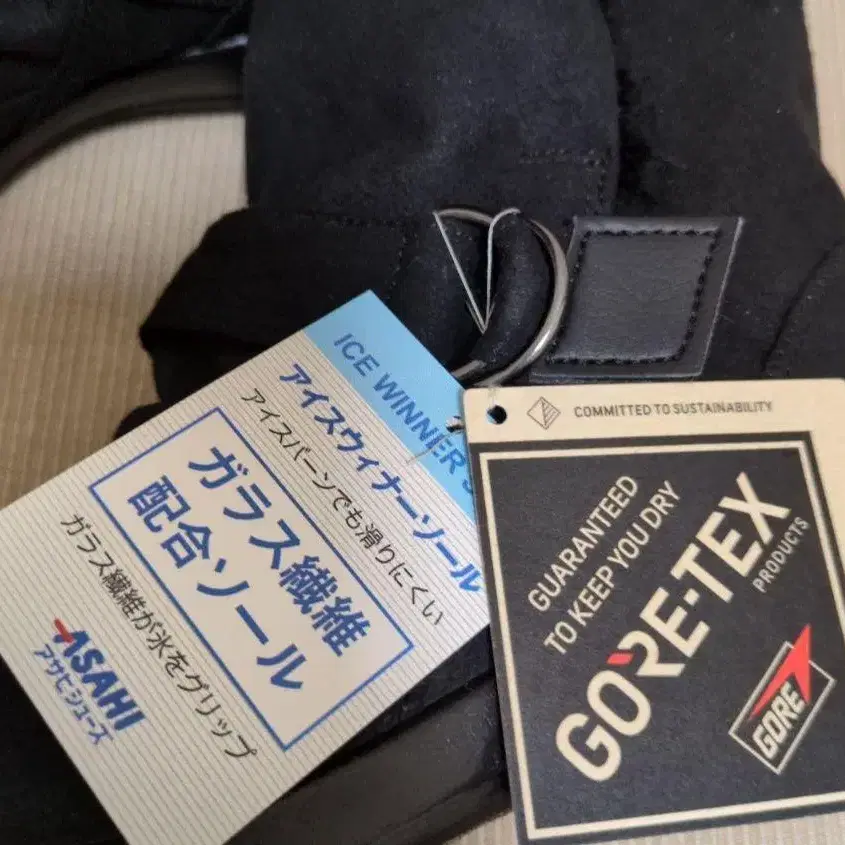 ICE WINNER
アイスウィナーソール
アイスバーンでも滑りにくい
ガラス繊維
配合ソール
ガラス繊維が氷をグリップ
ASAHI
アサヒシューズ
COMMITTED TO SUSTAINABILITY
GUARANTEED
TO KEEP YOU DRY
GORE-TEX
PRODUCTS
GORE